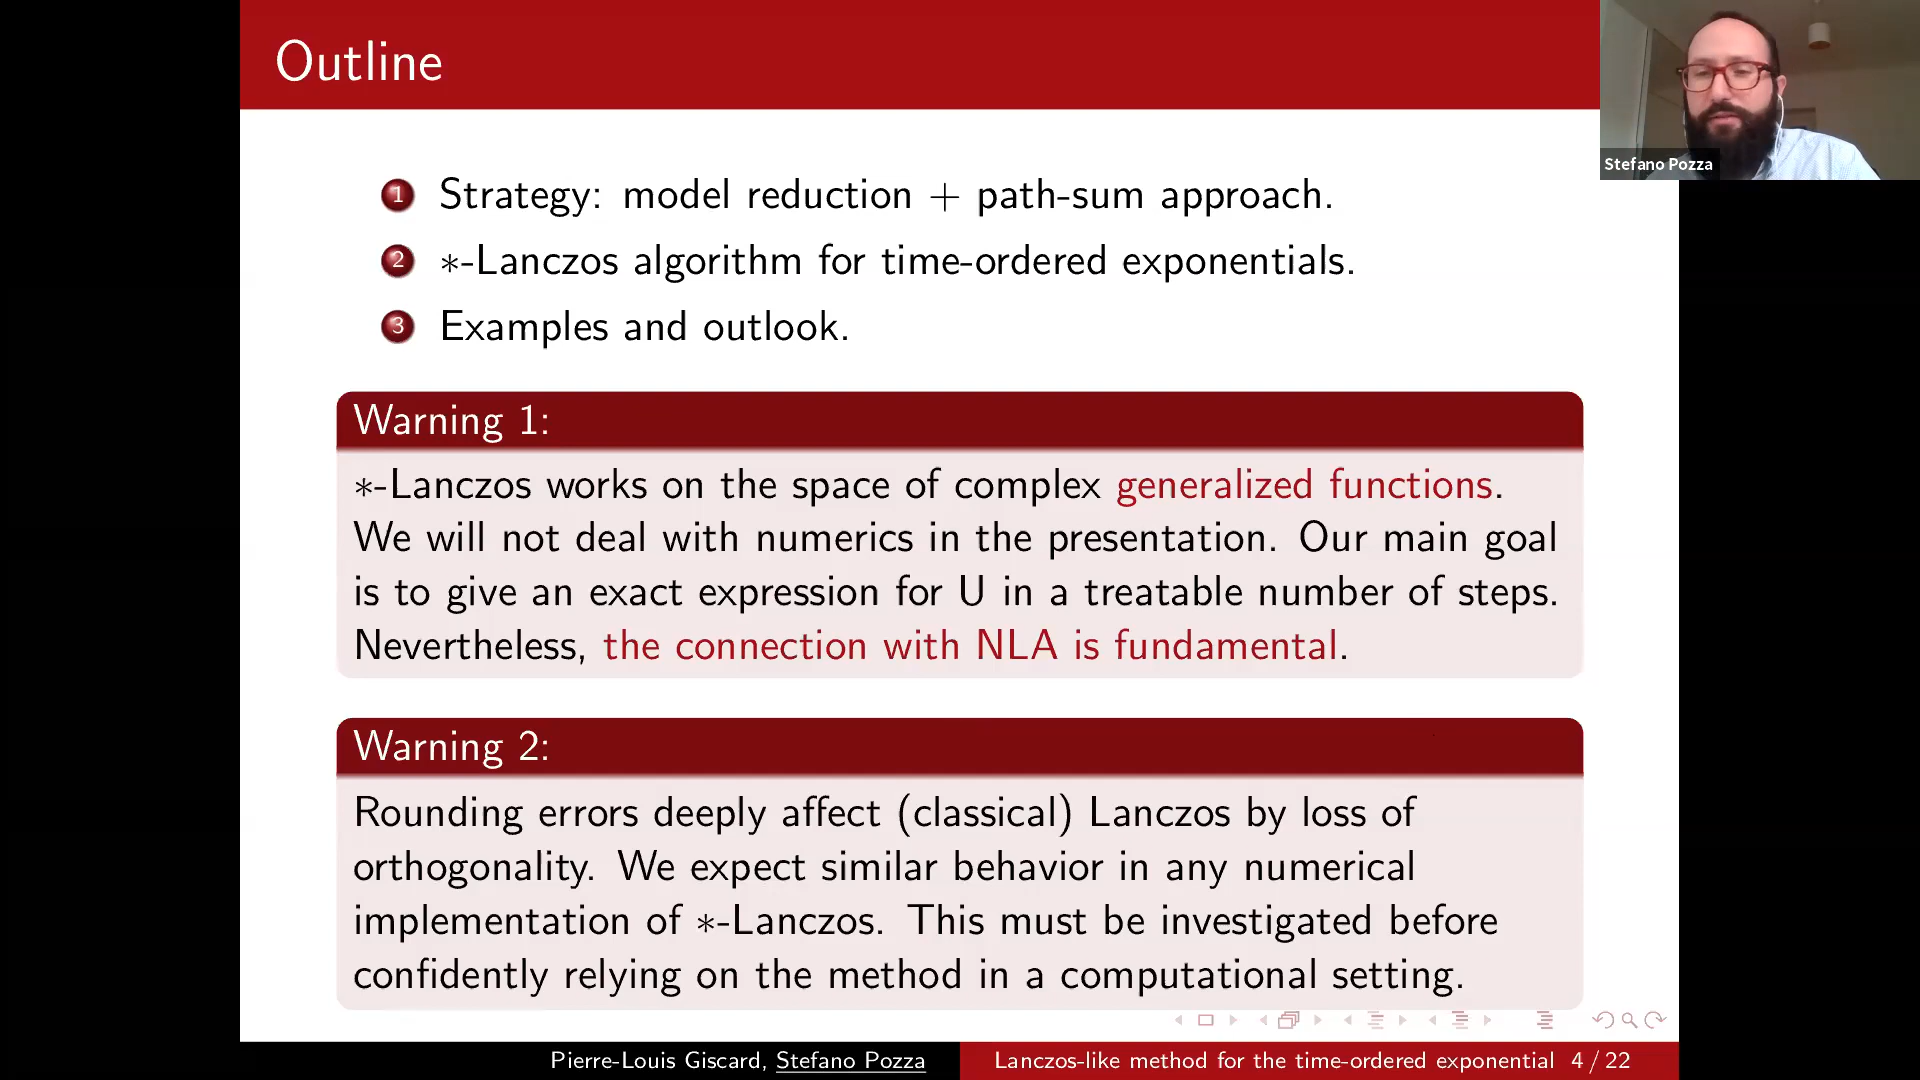 Outline
Stefano Pozza
1 Strategy: model reduction + path-sum approach.
2 *-Lanczos algorithm for time-ordered exponentials.
3 Examples and outlook.
Warning 1:
*-Lanczos works on the space of complex generalized functions.
We will not deal with numerics in the presentation. Our main goal
is to give an exact expression for U in a treatable number of steps.
Nevertheless, the connection with NLA is fundamental.
Warning 2:
Rounding errors deeply affect (classical) Lanczos by loss of
orthogonality. We expect similar behavior in any numerical
implementation of *-Lanczos. This must be investigated before
confidently relying on the method in a computational setting.
Pierre-Louis Giscard, Stefano Pozza
Lanczos-like method for the time-ordered exponential 4 / 22